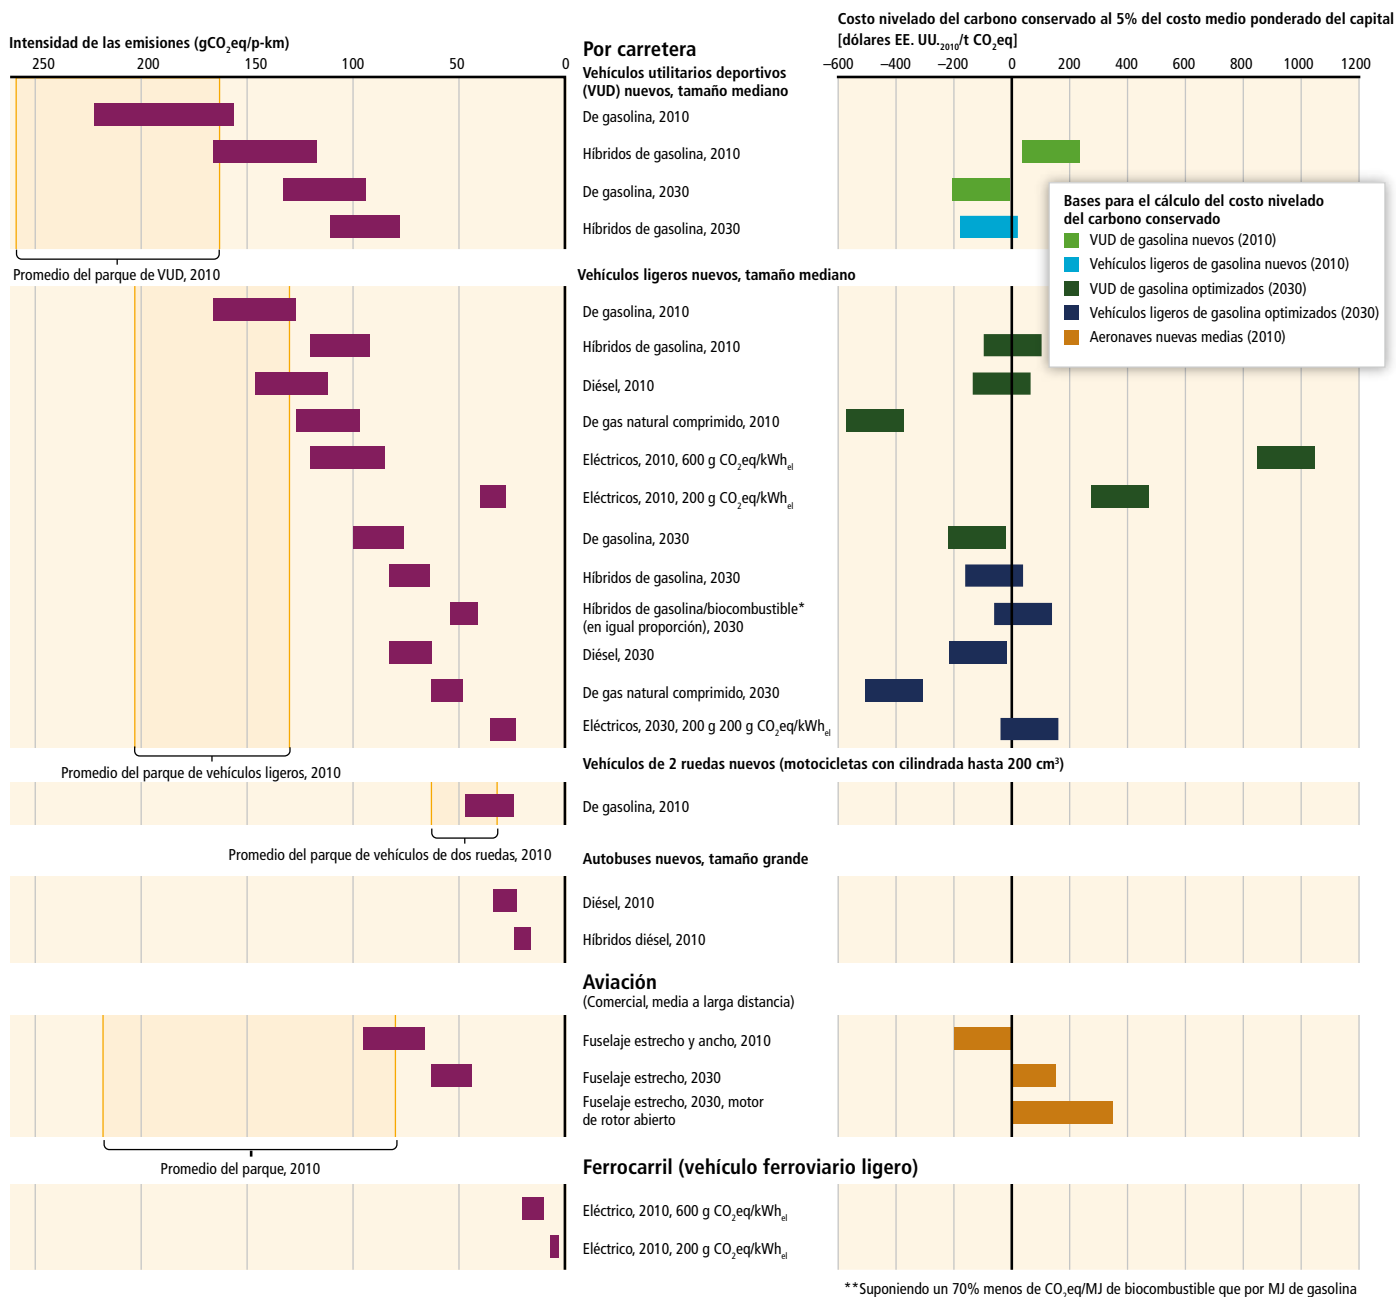 Costo nivelado del carbono conservado al 5% del costo medio ponderado del capital
[dólares EE. UU.₂₀₁₀/t CO₂eq]
Intensidad de las emisiones (gCO₂eq/p-km)
250 200 150 100 50 0
–600 –400 –200 0 200 400 600 800 1000 1200
Por carretera
Vehículos utilitarios deportivos
(VUD) nuevos, tamaño mediano
De gasolina, 2010
Híbridos de gasolina, 2010
De gasolina, 2030
Híbridos de gasolina, 2030
Promedio del parque de VUD, 2010
Bases para el cálculo del costo nivelado
del carbono conservado
VUD de gasolina nuevos (2010)
Vehículos ligeros de gasolina nuevos (2010)
VUD de gasolina optimizados (2030)
Vehículos ligeros de gasolina optimizados (2030)
Aeronaves nuevas medias (2010)
Vehículos ligeros nuevos, tamaño mediano
De gasolina, 2010
Híbridos de gasolina, 2010
Diésel, 2010
De gas natural comprimido, 2010
Eléctricos, 2010, 600 g CO₂eq/kWhₑₗ
Eléctricos, 2010, 200 g CO₂eq/kWhₑₗ
De gasolina, 2030
Híbridos de gasolina, 2030
Híbridos de gasolina/biocombustible*
(en igual proporción), 2030
Diésel, 2030
De gas natural comprimido, 2030
Eléctricos, 2030, 200 g 200 g CO₂eq/kWhₑₗ
Promedio del parque de vehículos ligeros, 2010
Vehículos de 2 ruedas nuevos (motocicletas con cilindrada hasta 200 cm³)
De gasolina, 2010
Promedio del parque de vehículos de dos ruedas, 2010
Autobuses nuevos, tamaño grande
Diésel, 2010
Híbridos diésel, 2010
Aviación
(Comercial, media a larga distancia)
Fuselaje estrecho y ancho, 2010
Fuselaje estrecho, 2030
Fuselaje estrecho, 2030, motor
de rotor abierto
Promedio del parque, 2010
Ferrocarril (vehículo ferroviario ligero)
Eléctrico, 2010, 600 g CO₂eq/kWhₑₗ
Eléctrico, 2010, 200 g CO₂eq/kWhₑₗ
**Suponiendo un 70% menos de CO₂eq/MJ de biocombustible que por MJ de gasolina